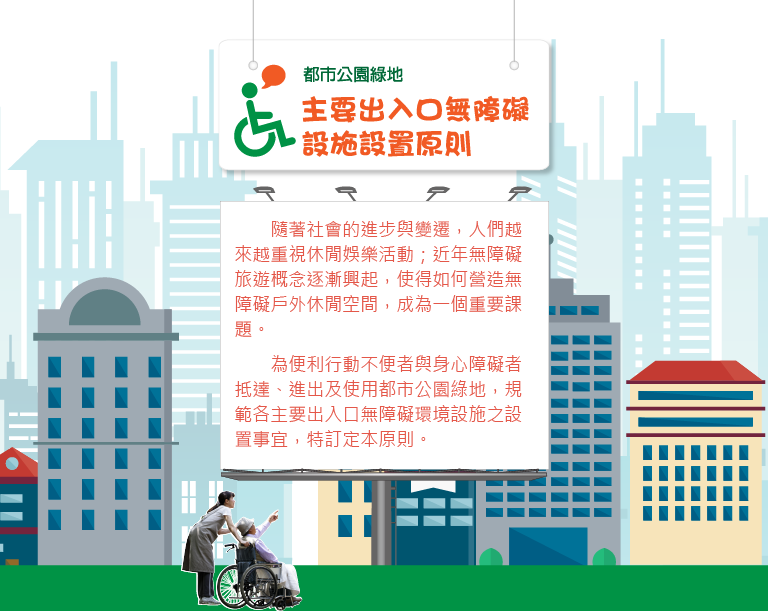 都市公園綠地
主要出入口無障礙
設施設置原則
隨著社會的進步與變遷，人們越
來越重視休閒娛樂活動；近年無障礙
旅遊概念逐漸興起，使得如何營造無
障礙戶外休閒空間，成為一個重要課
題。
為便利行動不便者與身心障礙者
抵達、進出及使用都市公園綠地，規
範各主要出入口無障礙環境設施之設
置事宜，特訂定本原則。